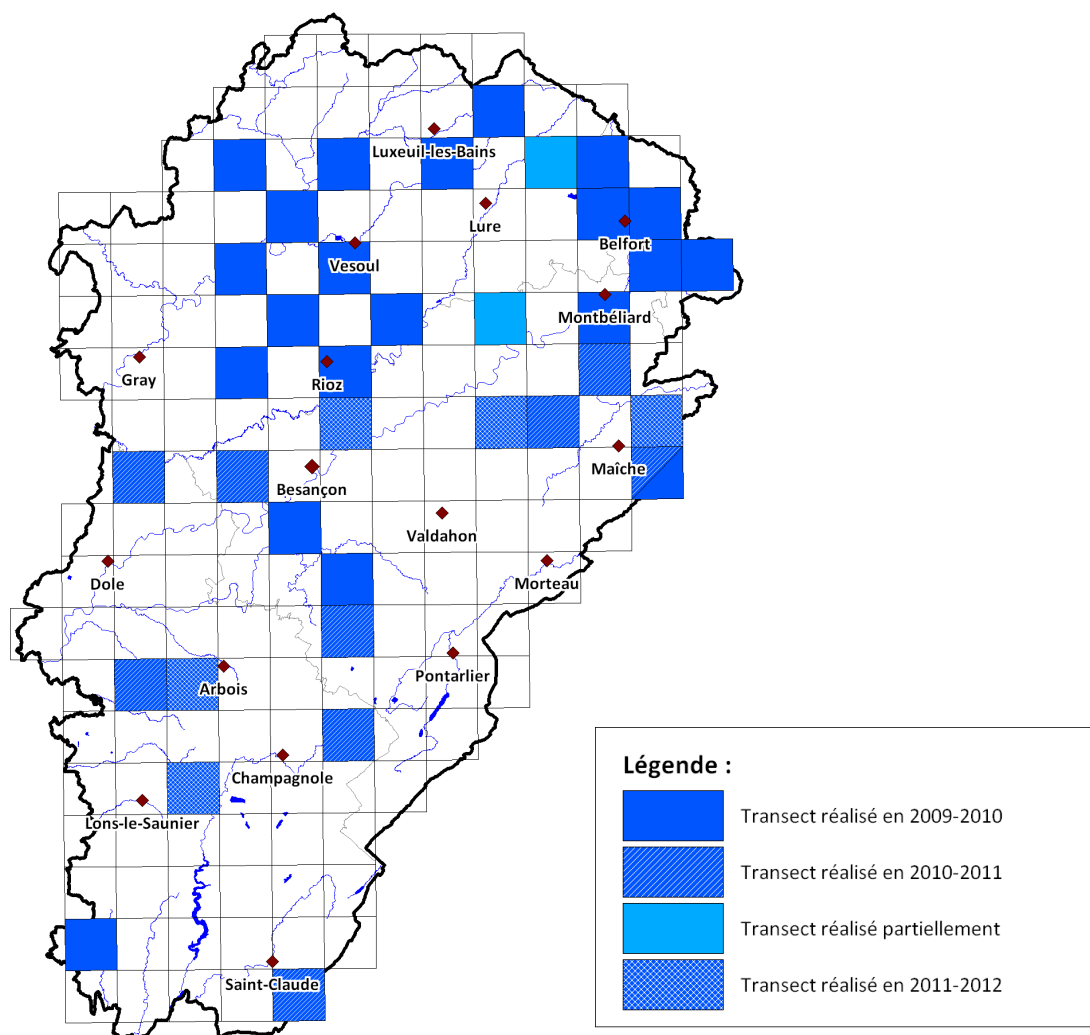 Luxeuil-les-Bains
Lure
Belfort
Vesoul
Montbéliard
Gray
Rioz
Maîche
Besançon
Valdahon
Dole
Morteau
Pontarlier
Arbois
Champagnole
Lons-le-Saunier
Saint-Claude
Légende :
Transect réalisé en 2009-2010
Transect réalisé en 2010-2011
Transect réalisé partiellement
Transect réalisé en 2011-2012